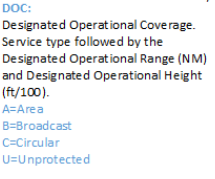 DOC:
Designated Operational Coverage.
Service type followed by the
Designated Operational Range (NM)
and Designated Operational Height
(ft/100).
A=Area
B=Broadcast
C=Circular
U=Unprotected